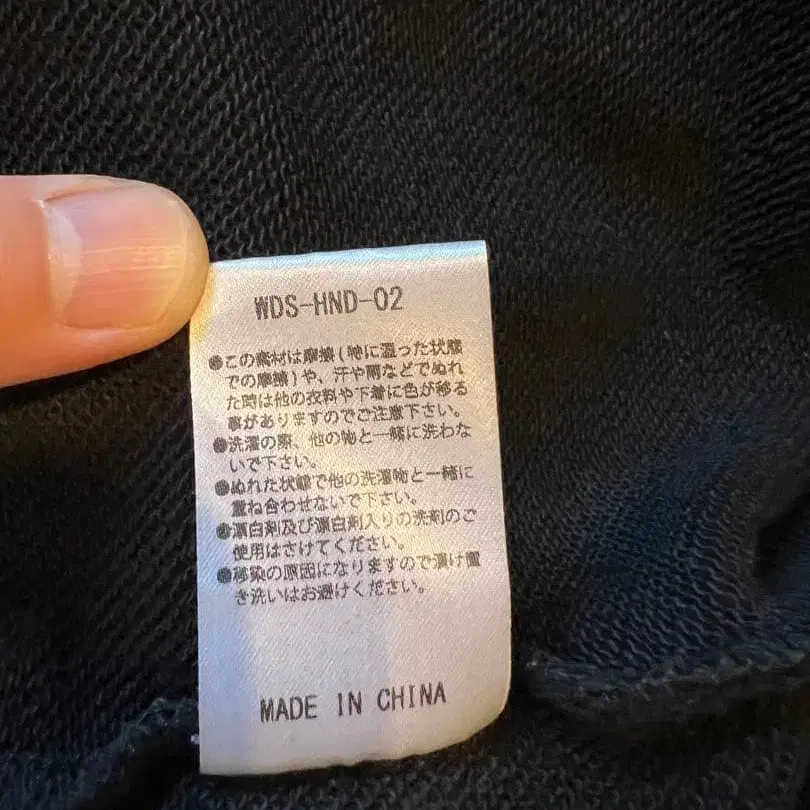 WDS-HND-02
●この素材は摩擦(特に湿った状態
での摩擦)や、汗や雨などでぬれ
た時は他の衣料や下着に色が移る
事がありますのでご注意下さい。
●洗濯の際、他の物と一緒に洗わな
いで下さい。
●ぬれた状態で他の洗濯物と一緒に
重ね合わせないで下さい。
●漂白剤及び漂白剤入りの洗剤のご
使用はさけてください。
●移染の原因になりますので漬け置
き洗いはお避けください。
MADE IN CHINA